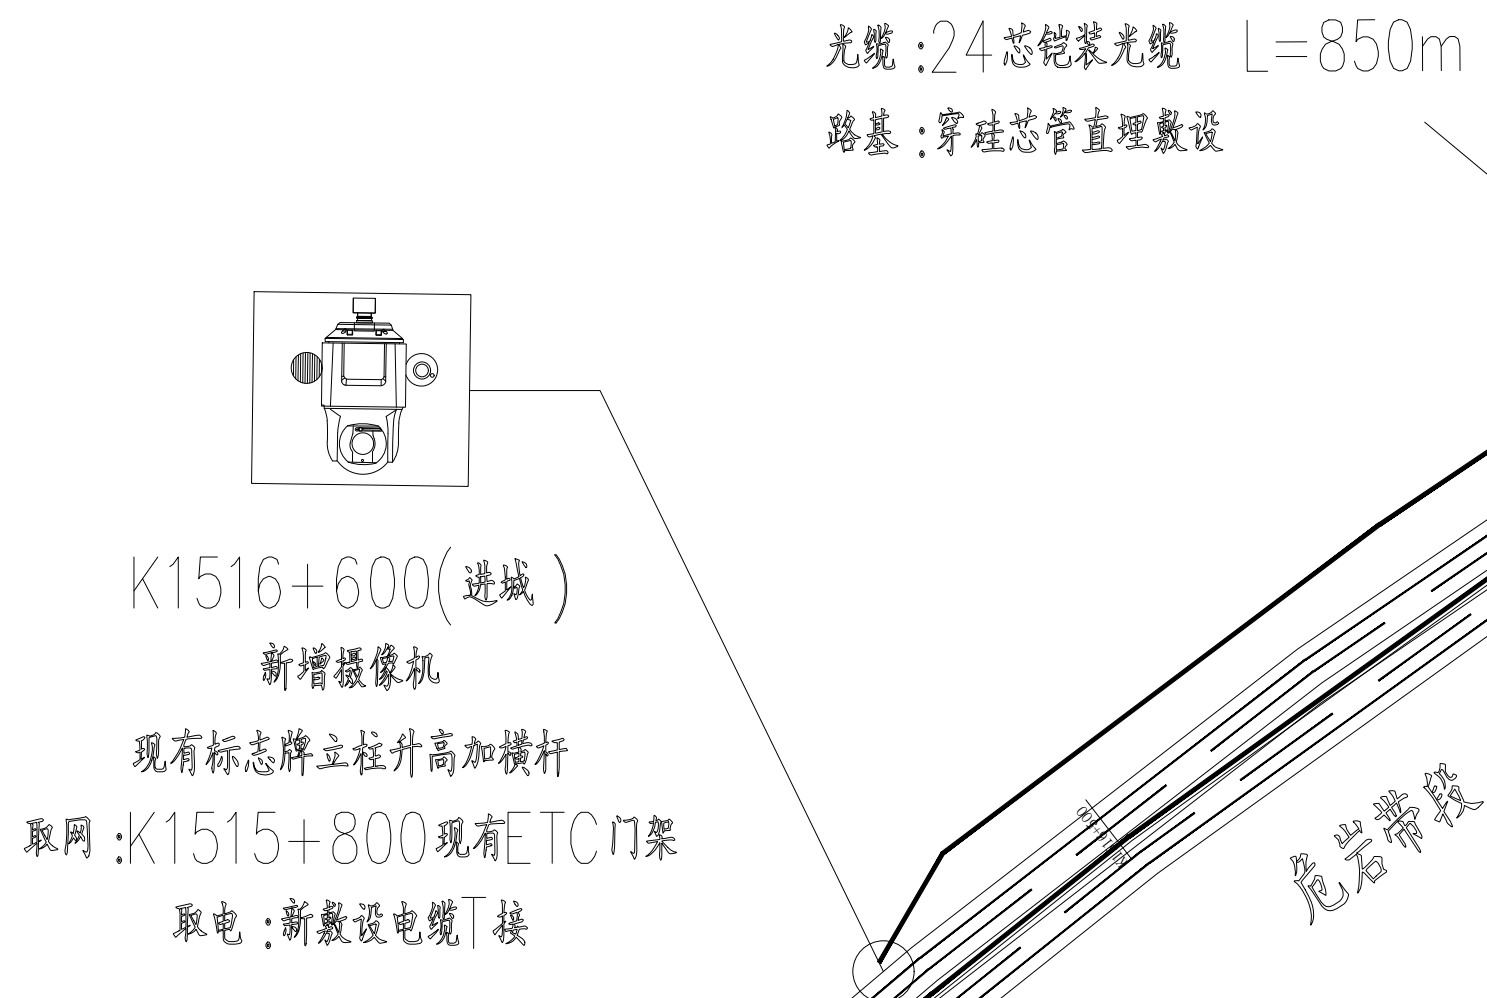 光缆:24芯铠装光缆 L=850m
路基:穿硅芯管直埋敷设
K1516+600(进城)
新增摄像机
现有标志牌立柱升高加横杆
取网:K1515+800现有ETC门架
取电:新敷设电缆T接
危岩带段